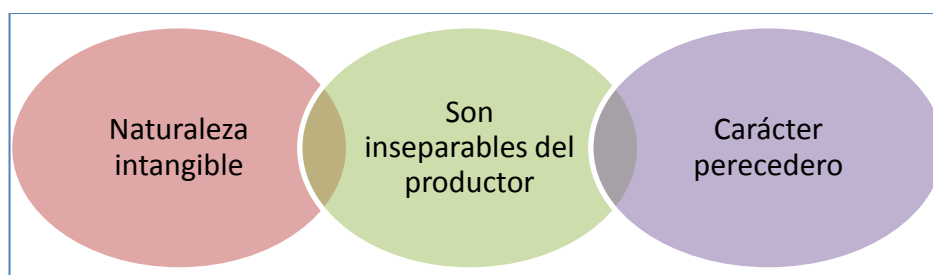 Naturaleza
intangible
Son
inseparables del
productor
Carácter
perecedero